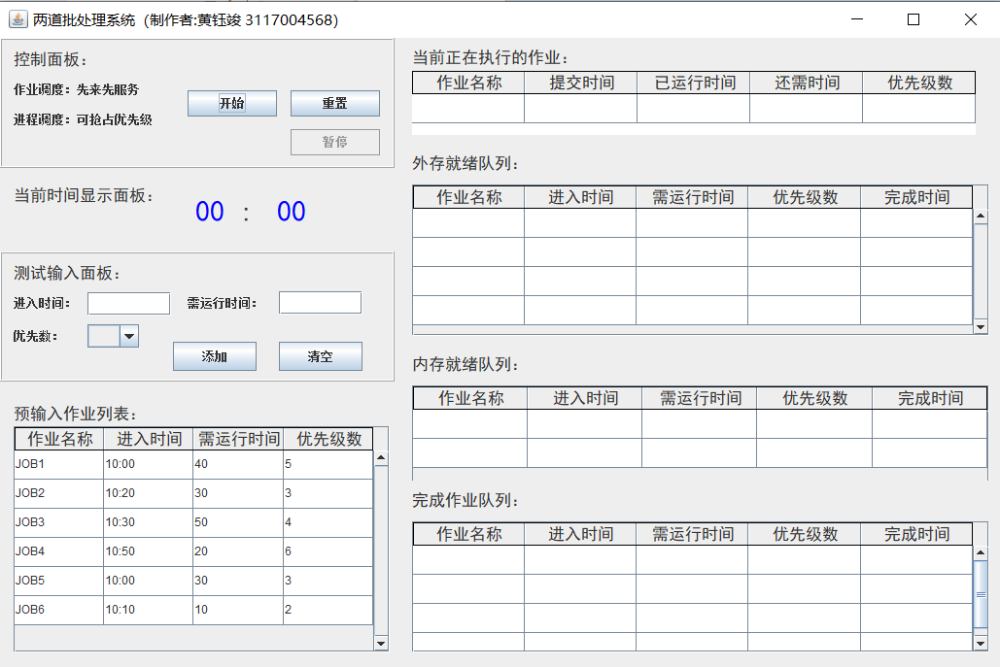 两道批处理系统（制作者:黄钰竣 3117004568）
控制面板：
作业调度：先来先服务
进程调度：可抢占优先级
开始
重置
暂停
当前时间显示面板：
00 : 00
测试输入面板：
进入时间：
需运行时间：
优先数：
添加
清空
预输入作业列表：
作业名称 进入时间 需运行时间 优先级数
JOB1 10:00 40 5
JOB2 10:20 30 3
JOB3 10:30 50 4
JOB4 10:50 20 6
JOB5 10:00 30 3
JOB6 10:10 10 2
当前正在执行的作业：
作业名称 提交时间 已运行时间 还需时间 优先级数
外存就绪队列：
作业名称 进入时间 需运行时间 优先级数 完成时间
内存就绪队列：
作业名称 进入时间 需运行时间 优先级数 完成时间
完成作业队列：
作业名称 进入时间 需运行时间 优先级数 完成时间